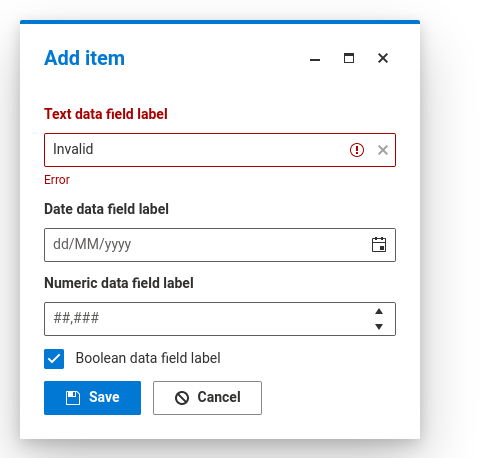 Add item
Text data field label
Invalid
Error
Date data field label
dd/MM/yyyy
Numeric data field label
##,###
Boolean data field label
Save
Cancel